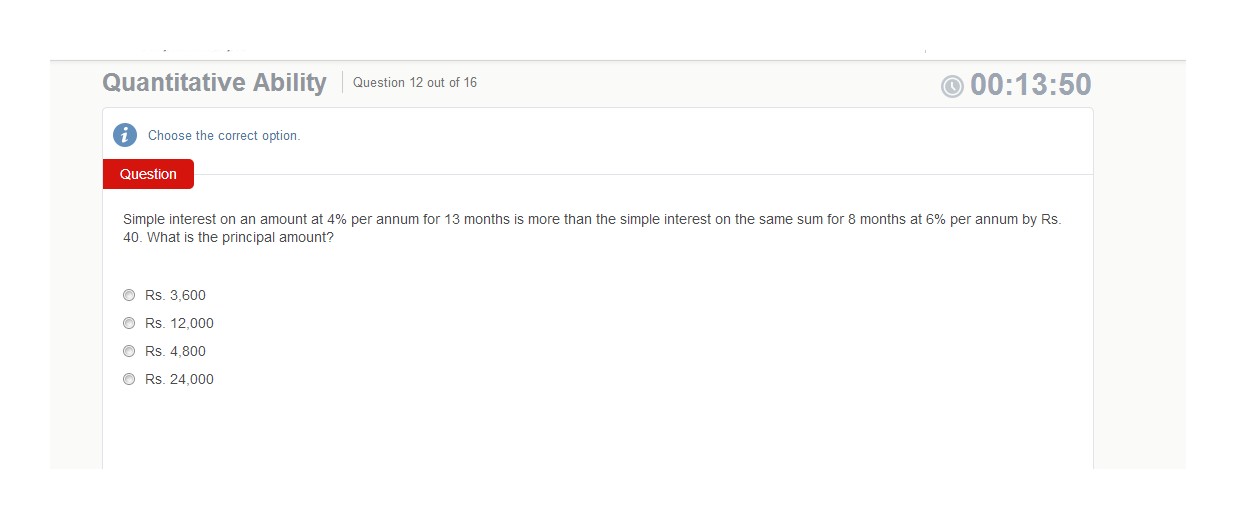 Quantitative Ability
Question 12 out of 16
00:13:50
Choose the correct option.
Question
Simple interest on an amount at 4% per annum for 13 months is more than the simple interest on the same sum for 8 months at 6% per annum by Rs.
40. What is the principal amount?
Rs. 3,600
Rs. 12,000
Rs. 4,800
Rs. 24,000